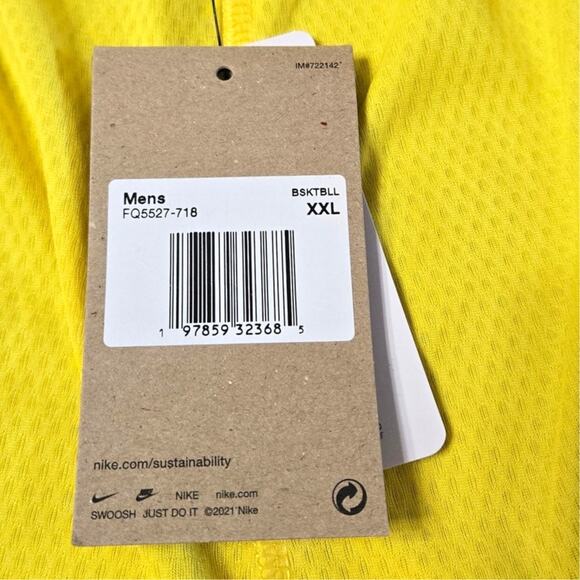 IM#722142
Mens BSKTBLL
FQ5527-718 XXL
1 97859 32368 5
nike.com/sustainability
NIKE nike.com
SWOOSH JUST DO IT ©2021 Nike